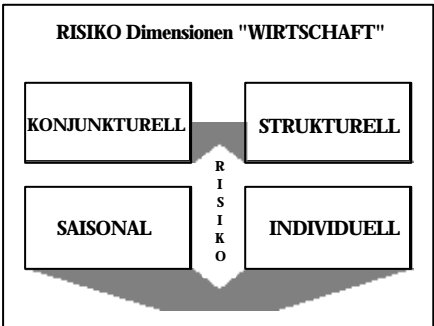 RISIKO Dimensionen "WIRTSCHAFT"
KONJUNKTURELL
STRUKTURELL
R
I
S
I
K
O
SAISONAL
INDIVIDUELL